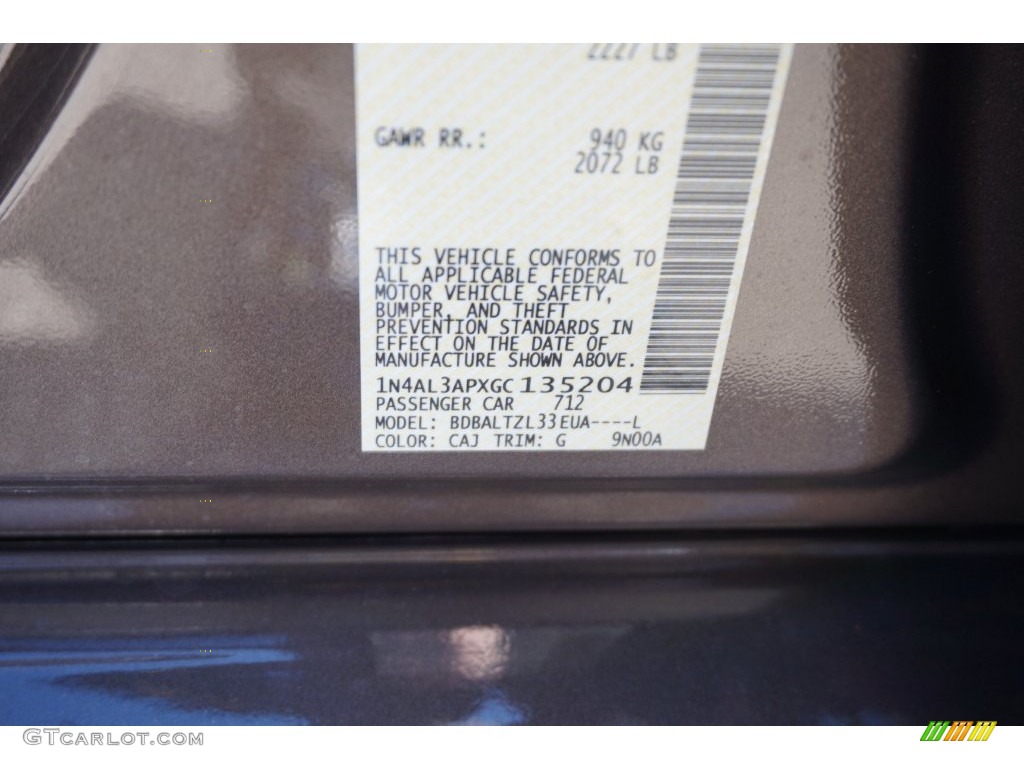 2227 LB
GAWR RR.: 940 KG
2072 LB
THIS VEHICLE CONFORMS TO
ALL APPLICABLE FEDERAL
MOTOR VEHICLE SAFETY,
BUMPER, AND THEFT
PREVENTION STANDARDS IN
EFFECT ON THE DATE OF
MANUFACTURE SHOWN ABOVE.
1N4AL3APXGC135204
PASSENGER CAR 712
MODEL: BDBALTZL33EUA----L
COLOR: CAJ TRIM: G 9N00A
GTCARLOT.COM